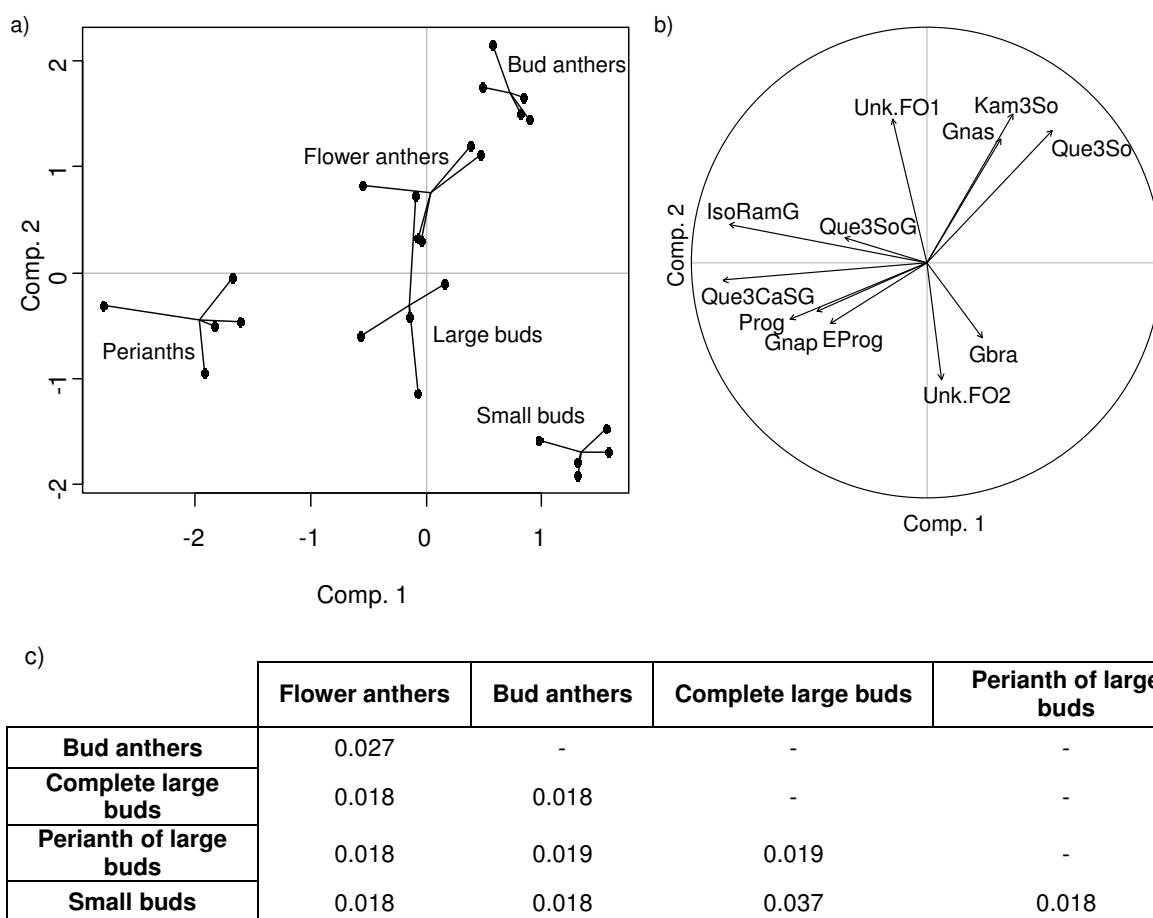 a)
2
1
0
-1
-2
Comp. 2
Bud anthers
Flower anthers
Perianths
Large buds
Small buds
-2
-1
0
1
Comp. 1
b)
Unk.FO1
Kam3So
Gnas
Que3So
IsoRamG
Que3SoG
Que3CaSG
Prog
Gnap
EProg
Gbra
Unk.FO2
Comp. 2
Comp. 1
c)
Flower anthers Bud anthers Complete large buds Perianth of large
buds
Bud anthers 0.027 - - -
Complete large
buds 0.018 0.018 - -
Perianth of large
buds 0.018 0.019 0.019 -
Small buds 0.018 0.018 0.037 0.018